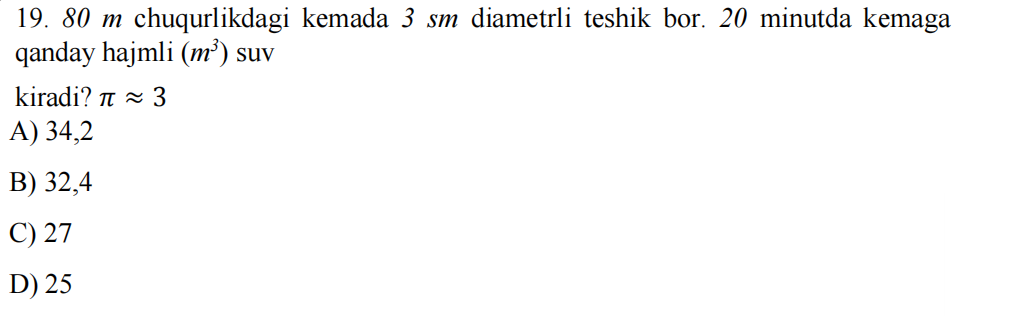 19. 80 m chuqurlikdagi kemada 3 sm diametrli teshik bor. 20 minutda kemaga
qanday hajmli (m³) suv
kiradi? π ≈ 3
A) 34,2
B) 32,4
C) 27
D) 25